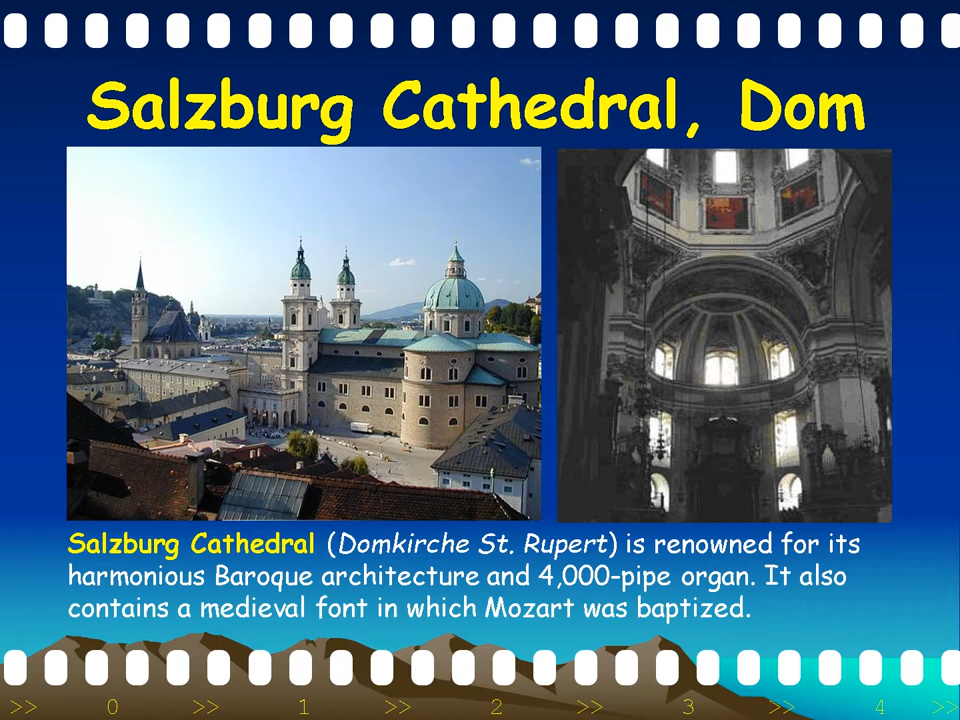 Salzburg Cathedral, Dom
Salzburg Cathedral (Domkirche St. Rupert) is renowned for its
harmonious Baroque architecture and 4,000-pipe organ. It also
contains a medieval font in which Mozart was baptized.
>> 0 >> 1 >> 2 >> 3 >> 4 >>